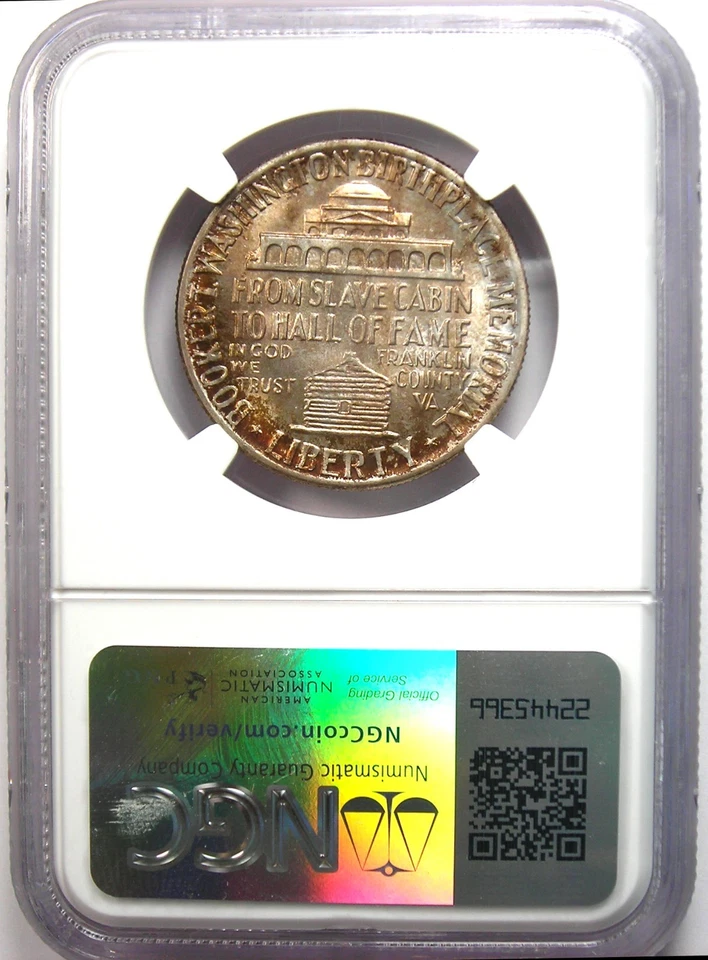 BOOKER T. WASHINGTON BIRTHPLACE MEMORIAL
FROM SLAVE CABIN
TO HALL OF FAME
IN GOD
WE
TRUST
FRANKLIN
COUNTY
VA
LIBERTY
NGC
Numismatic Guaranty Company
NGCcoin.com/verify
Official Grading
Service of
AMERICAN
NUMISMATIC
ASSOCIATION
22445366